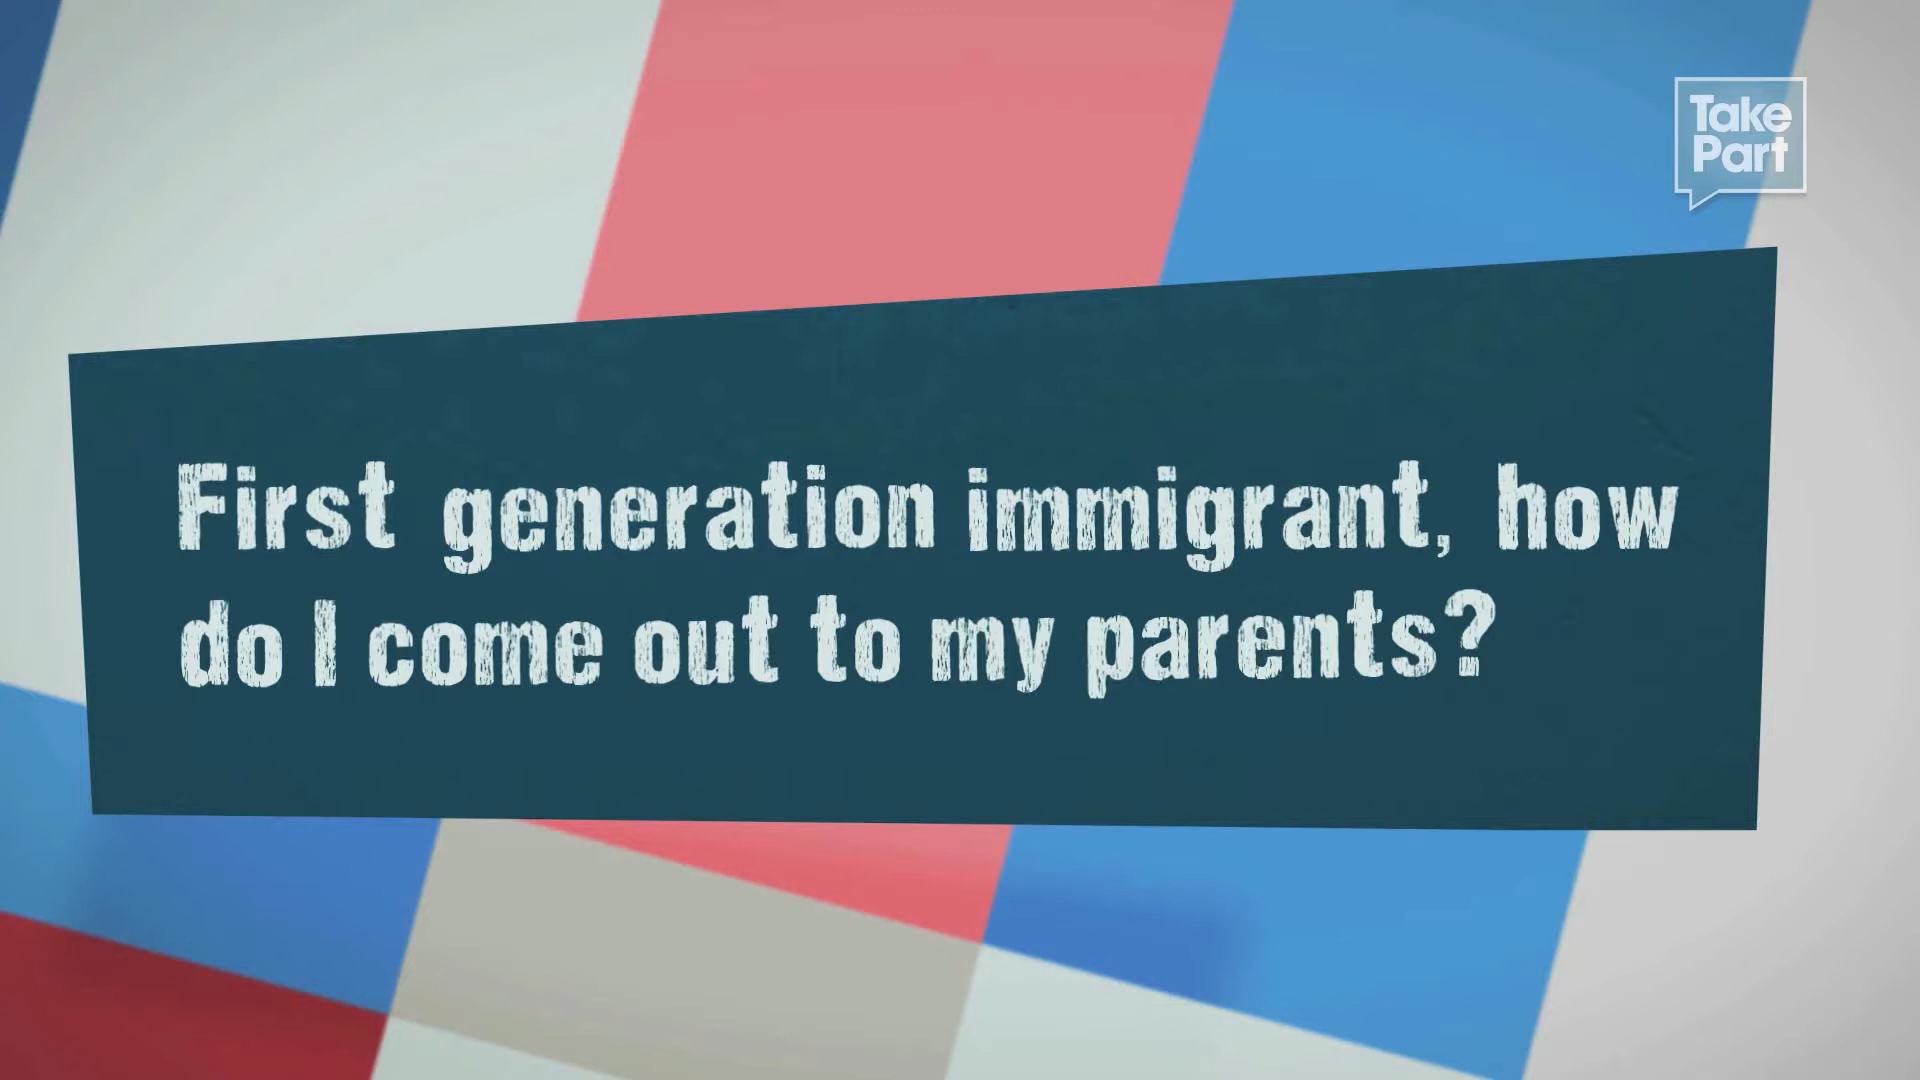 Take
Part
First generation immigrant, how
do I come out to my parents?